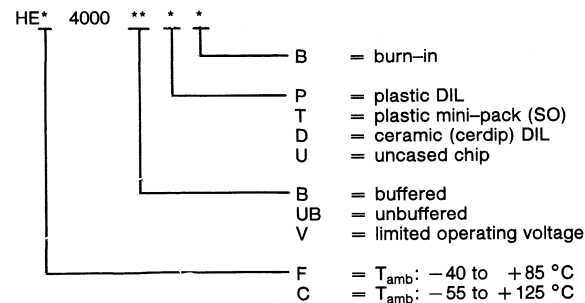 HE* 4000 ** * *
B = burn-in
P = plastic DIL
T = plastic mini-pack (SO)
D = ceramic (cerdip) DIL
U = uncased chip
B = buffered
UB = unbuffered
V = limited operating voltage
F = Tamb: −40 to +85 °C
C = Tamb: −55 to +125 °C